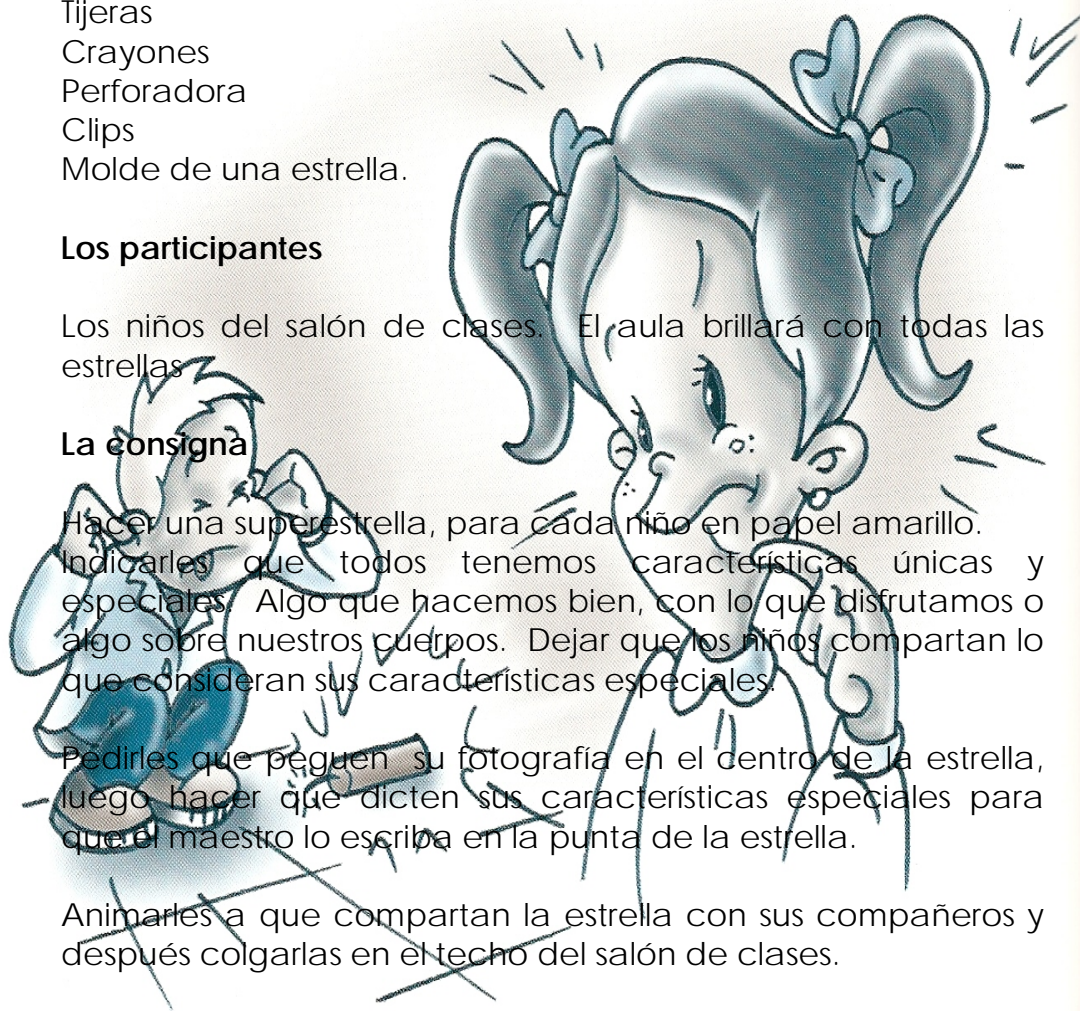 Tijeras
Crayones
Perforadora
Clips
Molde de una estrella.
Los participantes
Los niños del salón de clases. El aula brillará con todas las
estrellas
La consigna
Hacer una superestrella, para cada niño en papel amarillo.
Indicarles que todos tenemos características únicas y
especiales. Algo que hacemos bien, con lo que disfrutamos o
algo sobre nuestros cuerpos. Dejar que los niños compartan lo
que consideran sus características especiales.
Pedirles que peguen su fotografía en el centro de la estrella,
luego hacer que dicten sus características especiales para
que el maestro lo escriba en la punta de la estrella.
Animarles a que compartan la estrella con sus compañeros y
después colgarlas en el techo del salón de clases.